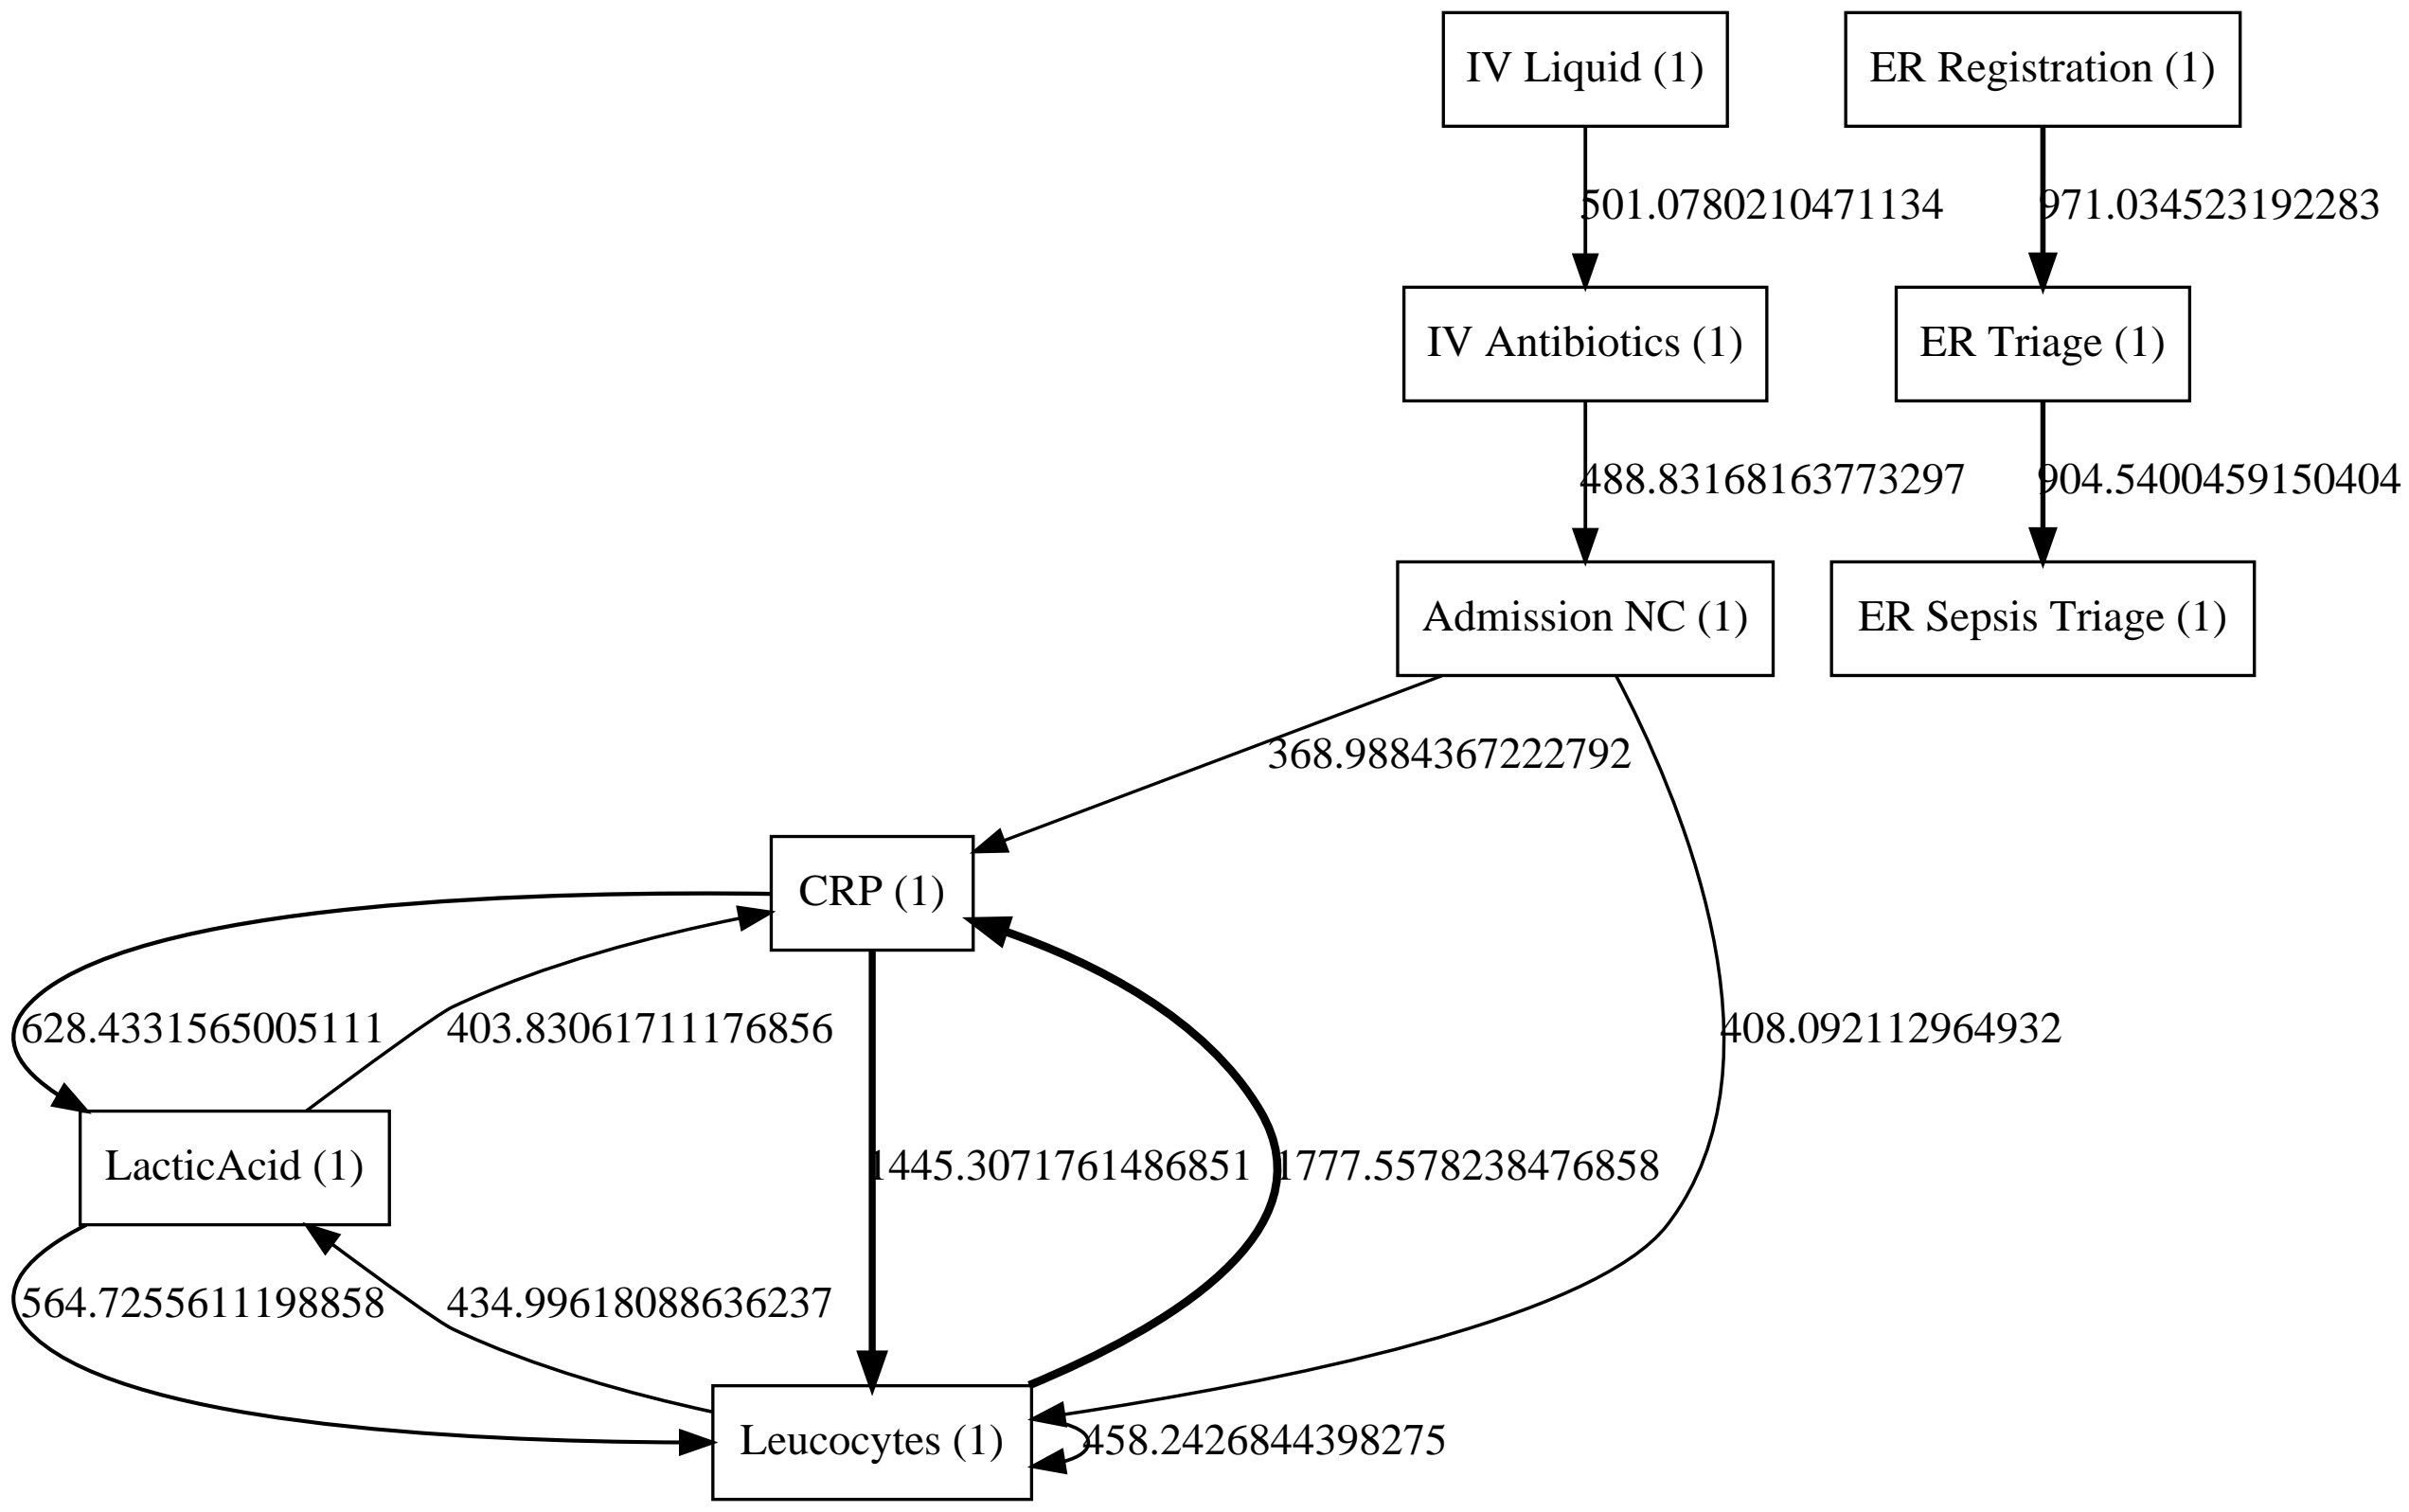 IV Liquid (1)
ER Registration (1)
501.0780210471134
971.034523192283
IV Antibiotics (1)
ER Triage (1)
488.83168163773297
904.5400459150404
Admission NC (1)
ER Sepsis Triage (1)
368.9884367222792
CRP (1)
628.4331565005111
403.83061711176856
408.092112964932
LacticAcid (1)
1445.3071761486851
1777.5578238476858
564.7255611198858
434.99618088636237
Leucocytes (1)
458.2426844398275